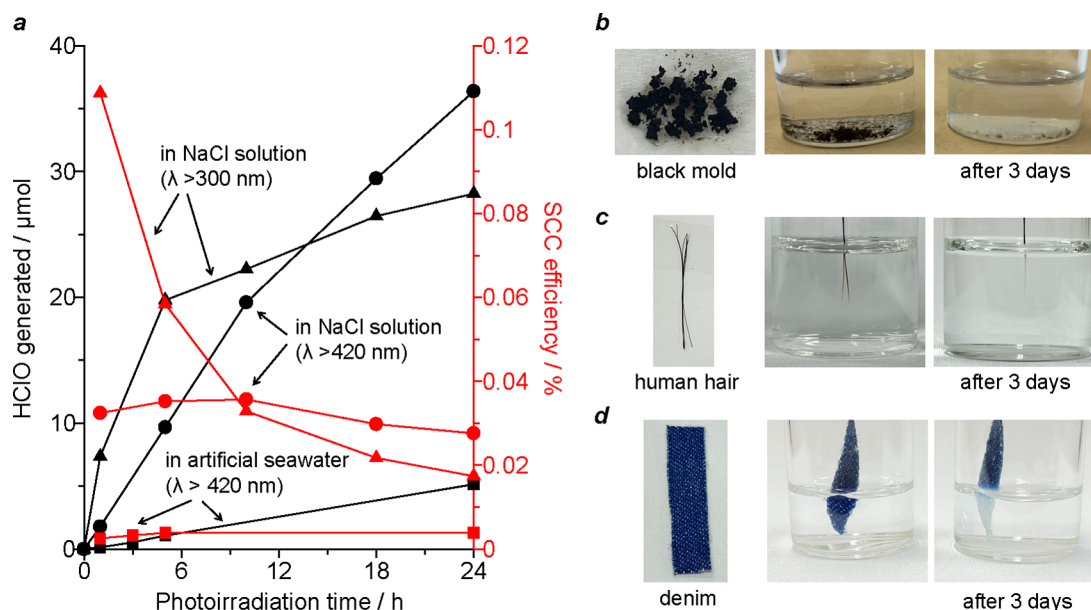 a
HClO generated / μmol
40
30
20
10
0
0
6
12
18
24
Photoirradiation time / h
0.12
0.1
0.08
0.06
0.04
0.02
0
SCC efficiency / %
in NaCl solution
(λ >300 nm)
in NaCl solution
(λ >420 nm)
in artificial seawater
(λ > 420 nm)
b
black mold
after 3 days
c
human hair
after 3 days
d
denim
after 3 days